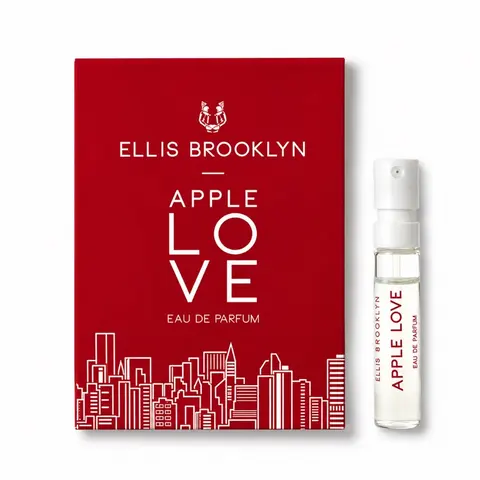 ELLIS BROOKLYN
APPLE
LO
VE
EAU DE PARFUM
ELLIS BROOKLYN
APPLE LOVE
EAU DE PARFUM